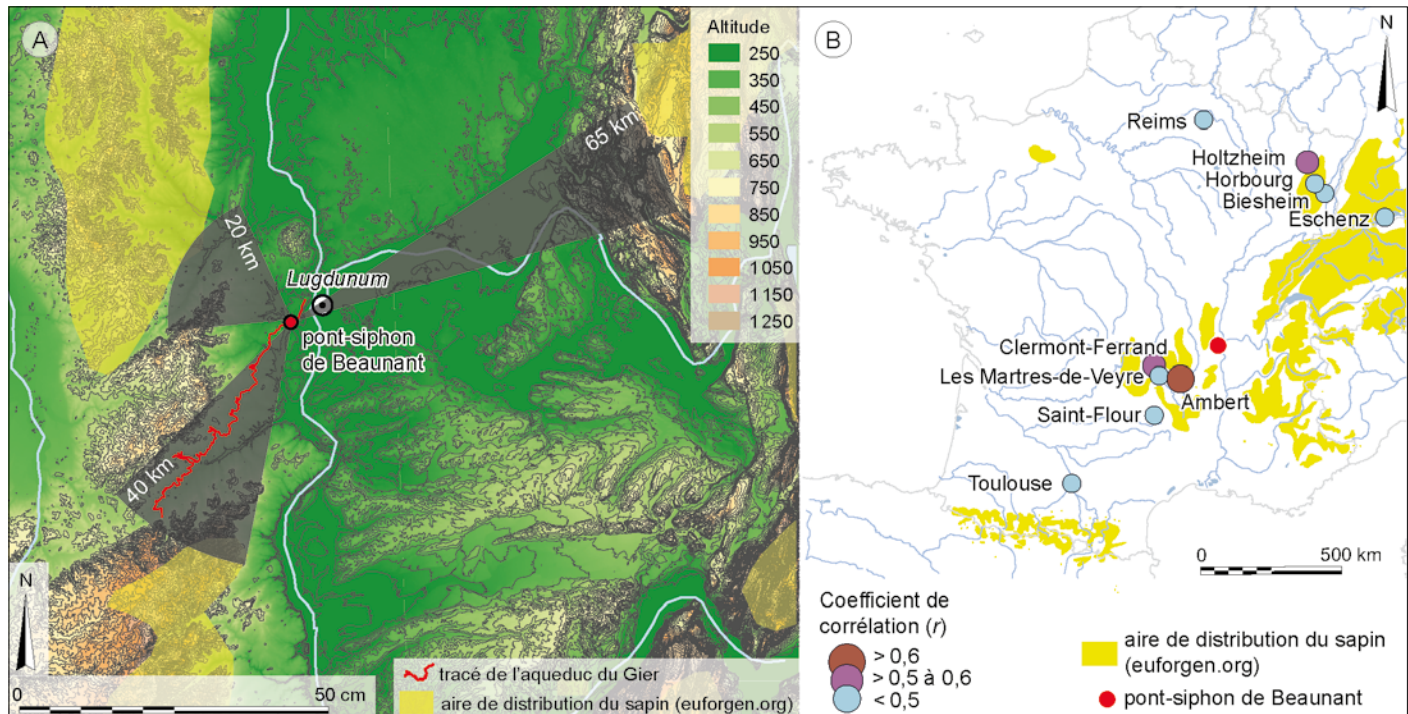 A
Altitude
250
350
450
550
650
750
850
950
1 050
1 150
1 250
65 km
20 km
Lugdunum
pont-siphon
de Beaunant
40 km
N
0
50 cm
tracé de l'aqueduc du Gier
aire de distribution du sapin (euforgen.org)
B
N
Reims
Holtzheim
Horbourg
Biesheim
Eschenz
Clermont-Ferrand
Les Martres-de-Veyre
Ambert
Saint-Flour
Toulouse
0
500 km
Coefficient de
corrélation (r)
> 0,6
> 0,5 à 0,6
< 0,5
aire de distribution du sapin
(euforgen.org)
pont-siphon de Beaunant